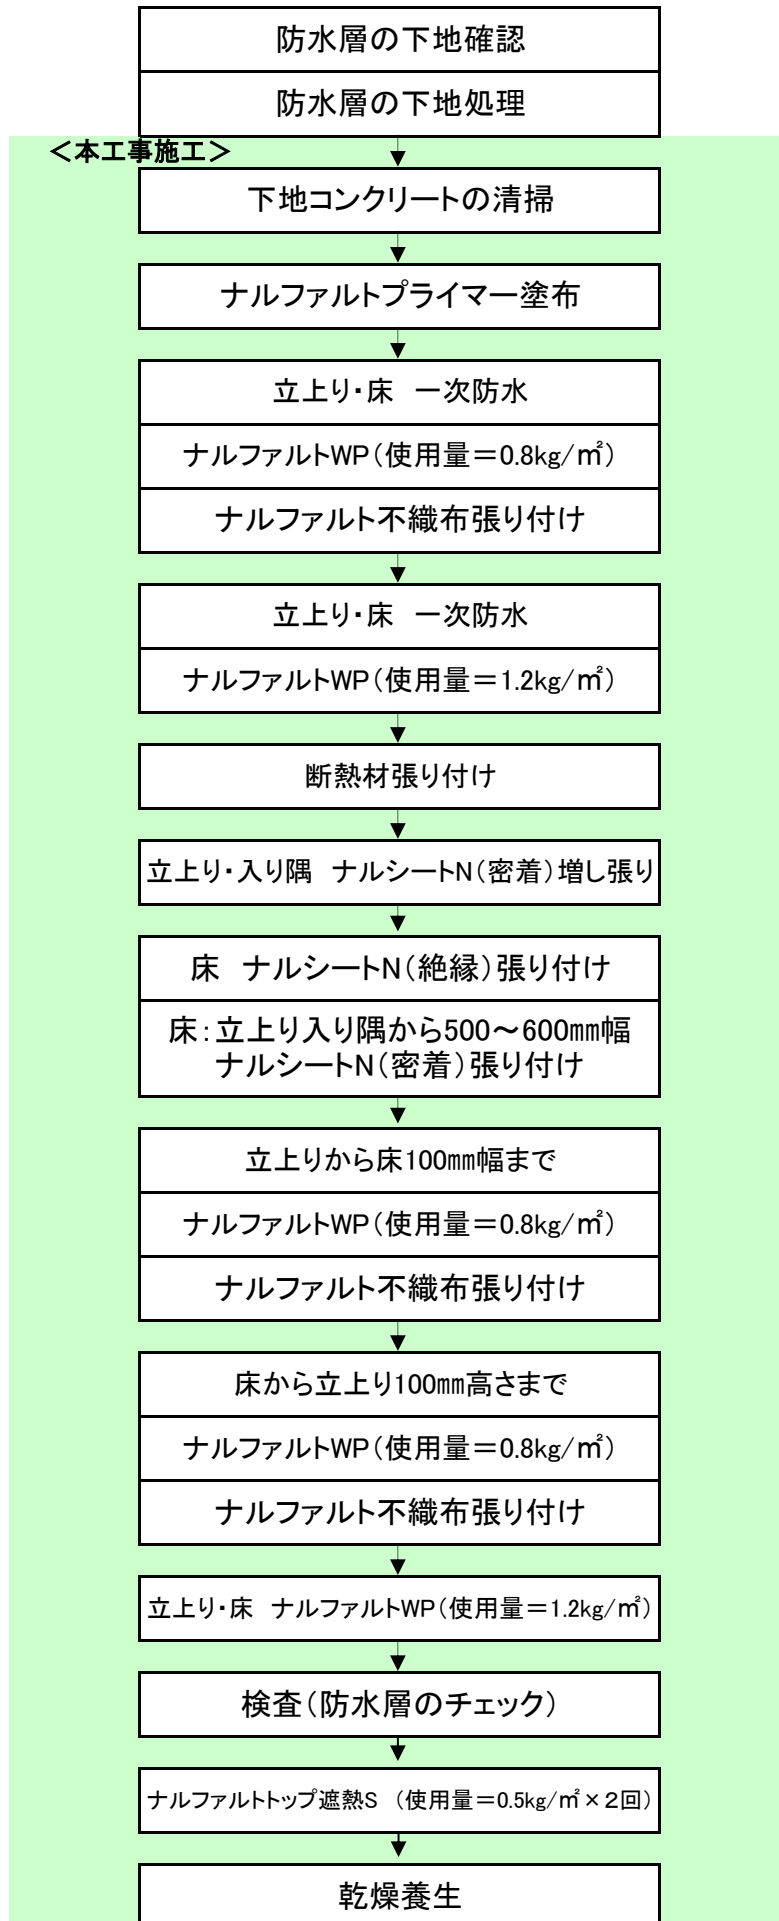 防水層の下地確認
防水層の下地処理
＜本工事施工＞
下地コンクリートの清掃
ナルファルトプライマー塗布
立上り・床　一次防水
ナルファルトWP（使用量＝0.8kg/㎡）
ナルファルト不織布張り付け
立上り・床　一次防水
ナルファルトWP（使用量＝1.2kg/㎡）
断熱材張り付け
立上り・入り隅　ナルシートN（密着）増し張り
床　ナルシートN（絶縁）張り付け
床：立上り入り隅から500～600㎜幅
ナルシートN（密着）張り付け
立上りから床100㎜幅まで
ナルファルトWP（使用量＝0.8kg/㎡）
ナルファルト不織布張り付け
床から立上り100㎜高さまで
ナルファルトWP（使用量＝0.8kg/㎡）
ナルファルト不織布張り付け
立上り・床　ナルファルトWP（使用量＝1.2kg/㎡）
検査（防水層のチェック）
ナルファルトトップ遮熱S　（使用量＝0.5kg/㎡×２回）
乾燥養生